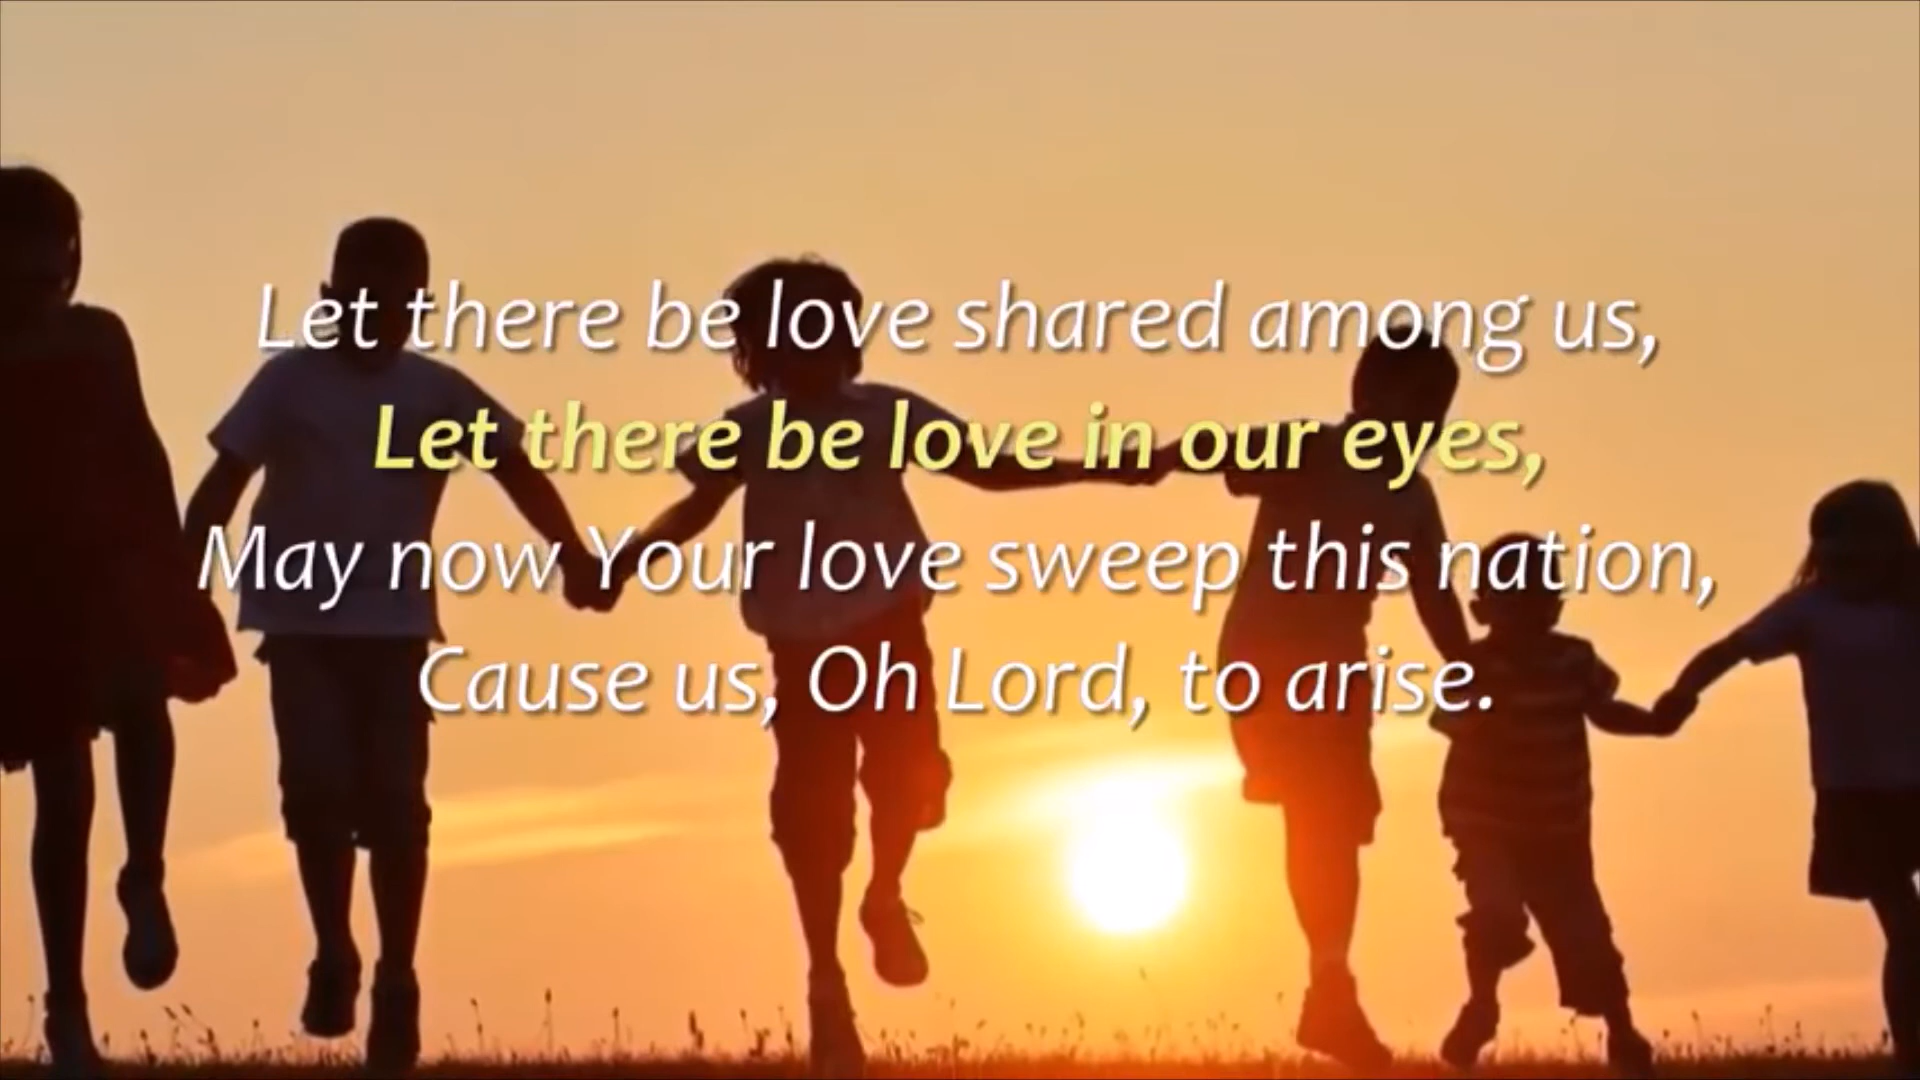 Let there be love shared among us,
Let there be love in our eyes,
May now Your love sweep this nation,
Cause us, Oh Lord, to arise.